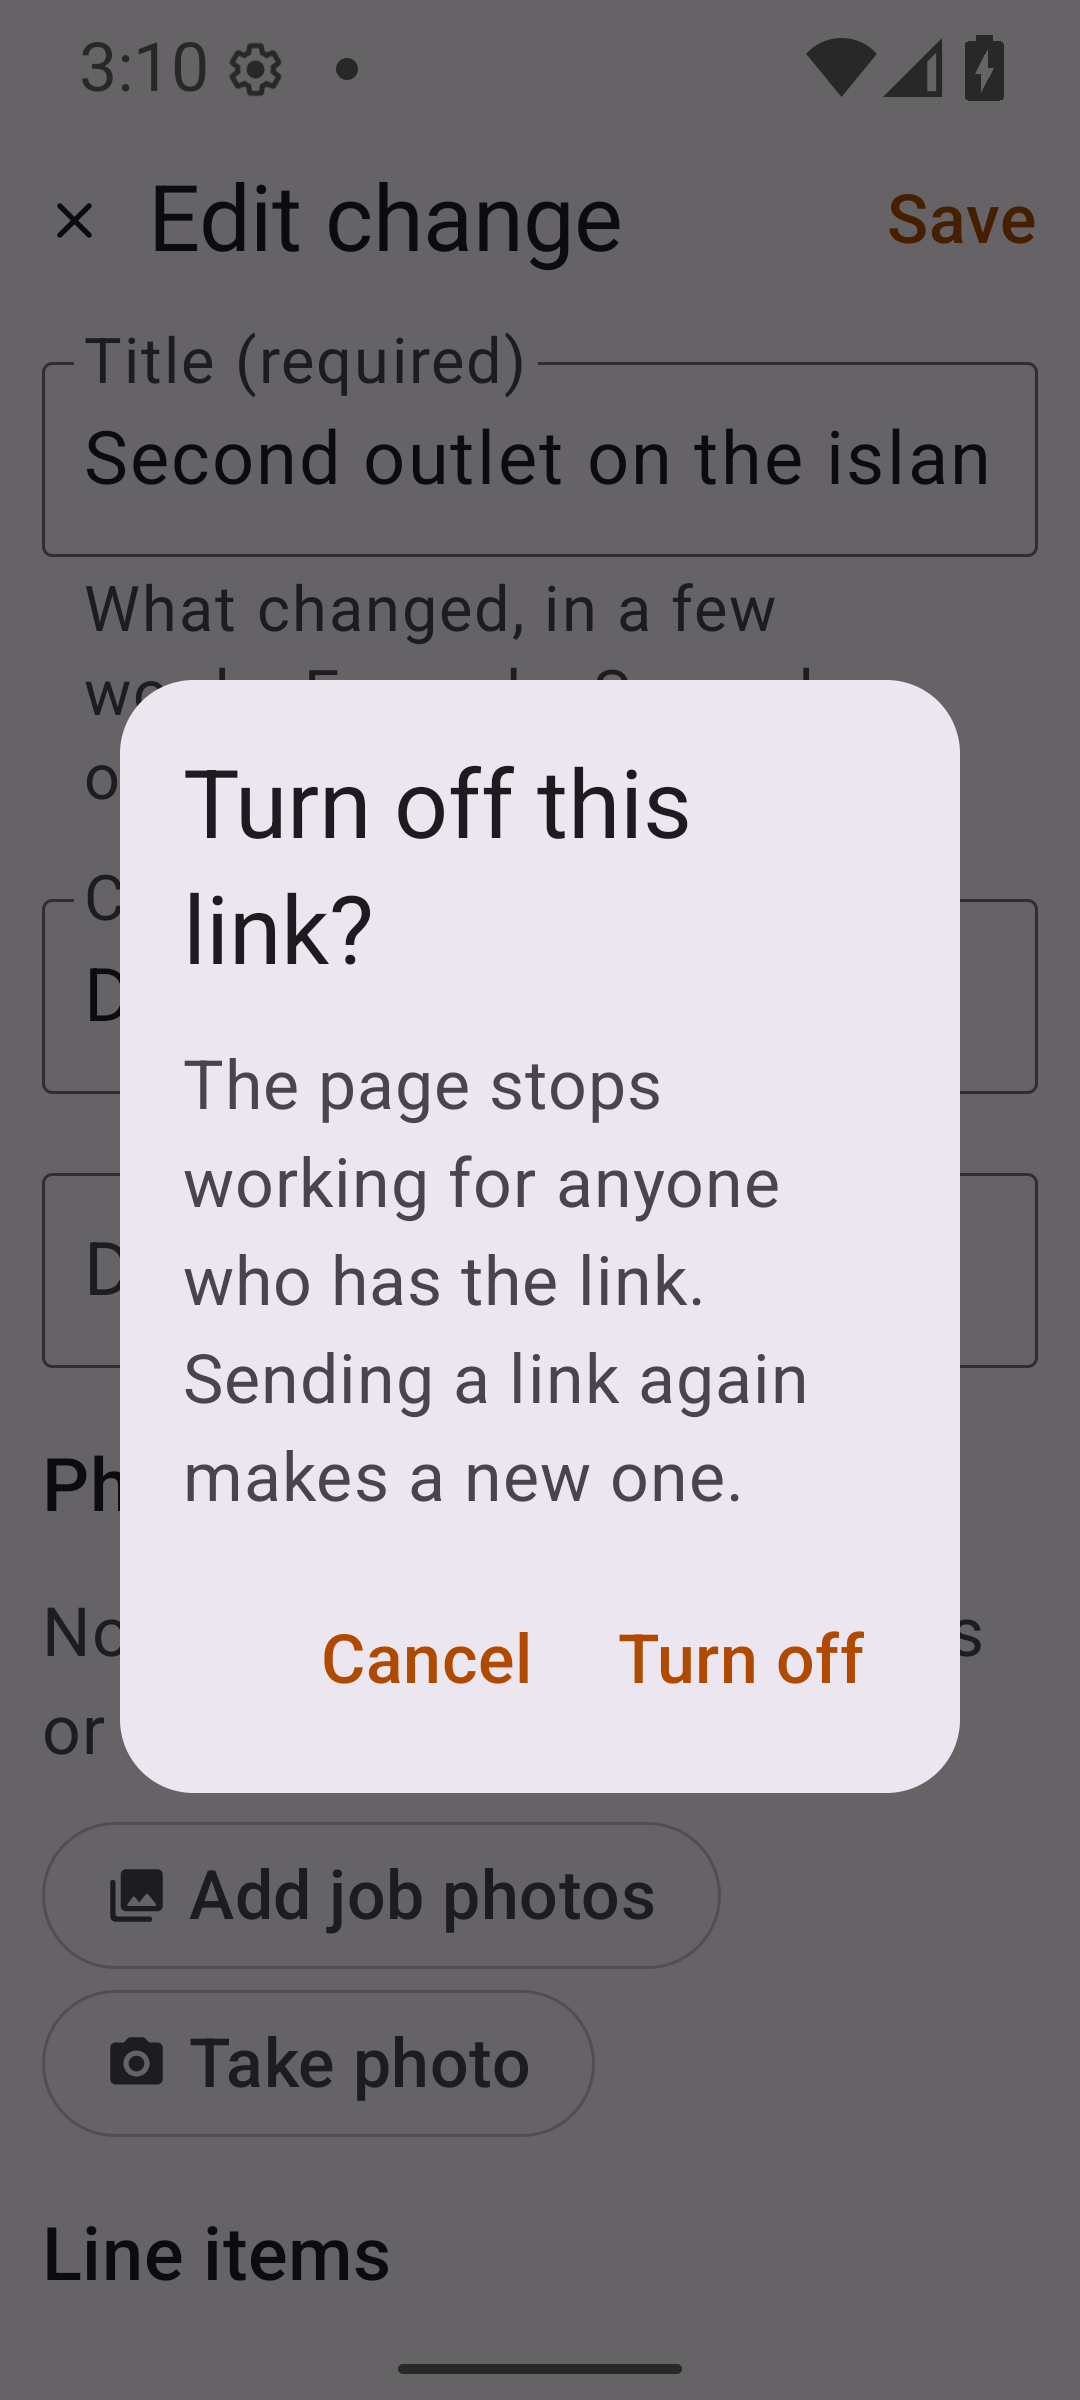 3:10
Edit change
Save
Title (required)
Second outlet on the islan
What changed, in a few
Turn off this
link?
The page stops
working for anyone
who has the link.
Sending a link again
makes a new one.
Cancel
Turn off
or
Add job photos
Take photo
Line items